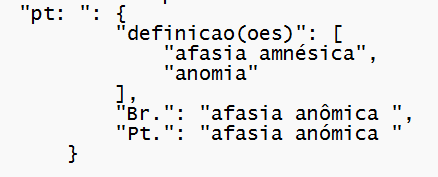 "pt: ": {
"definicao(oes)": [
"afasia amnésica",
"anomia"
],
"Br.": "afasia anômica ",
"Pt.": "afasia anómica "
}